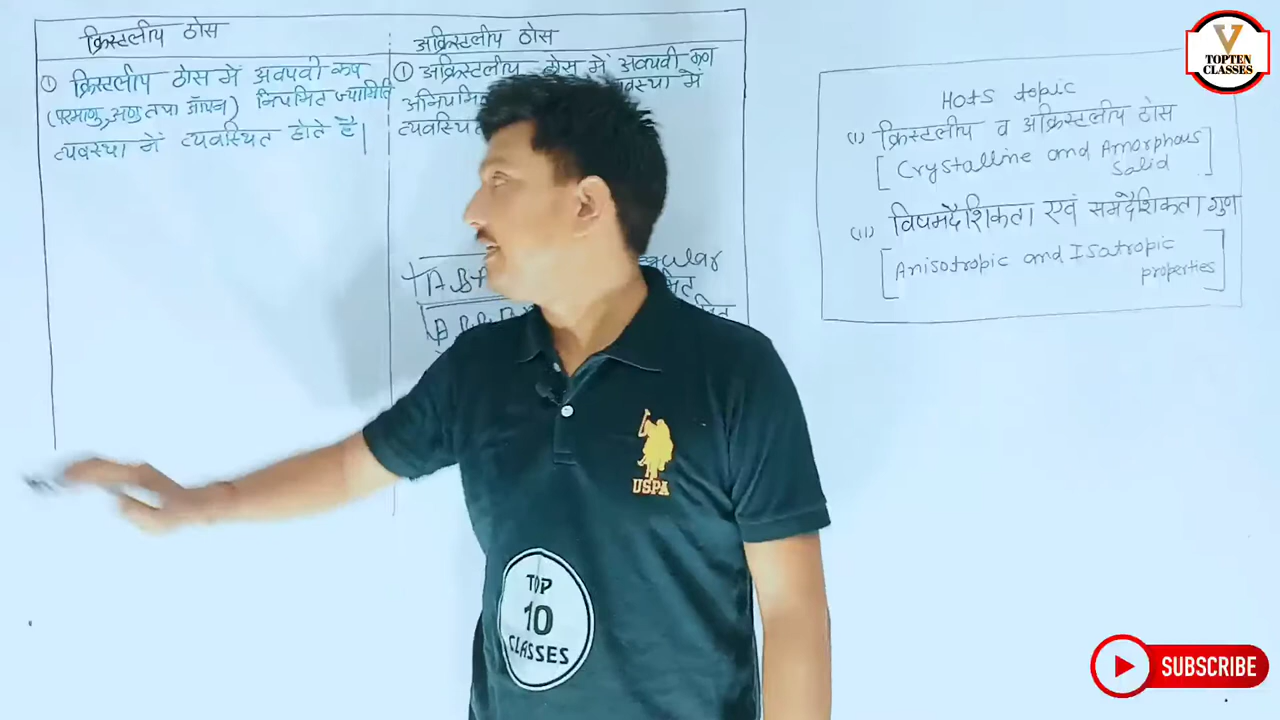 क्रिस्टलीय ठोस
① क्रिस्टलीय ठोस में अवयवी कण
(परमाणु, अणु तथा आयन) नियमित ज्यामिति
व्यवस्था में व्यवस्थित होते है|
अक्रिस्टलीय ठोस
① अक्रिस्टलीय ठोस में अवयवी कण
में
Hots topic
(i) क्रिस्टलीय व अक्रिस्टलीय ठोस
[Crystalline and Amorphous
Solid]
(ii) विषमदैशिकता एवं समदैशिकता गुण
[Anisotropic and Isotropic
properties]
V
TOPTEN
CLASSES
USPA
TOP
10
CLASSES
SUBSCRIBE